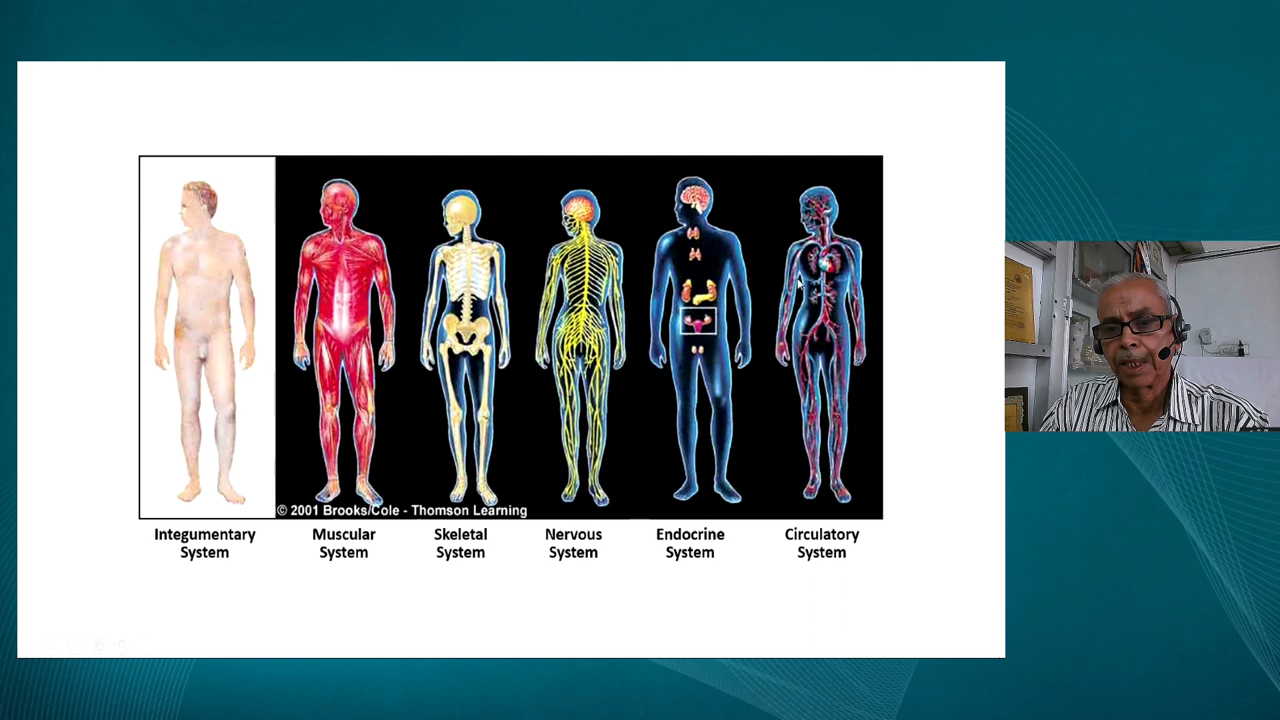 © 2001 Brooks/Cole - Thomson Learning
Integumentary
System
Muscular
System
Skeletal
System
Nervous
System
Endocrine
System
Circulatory
System